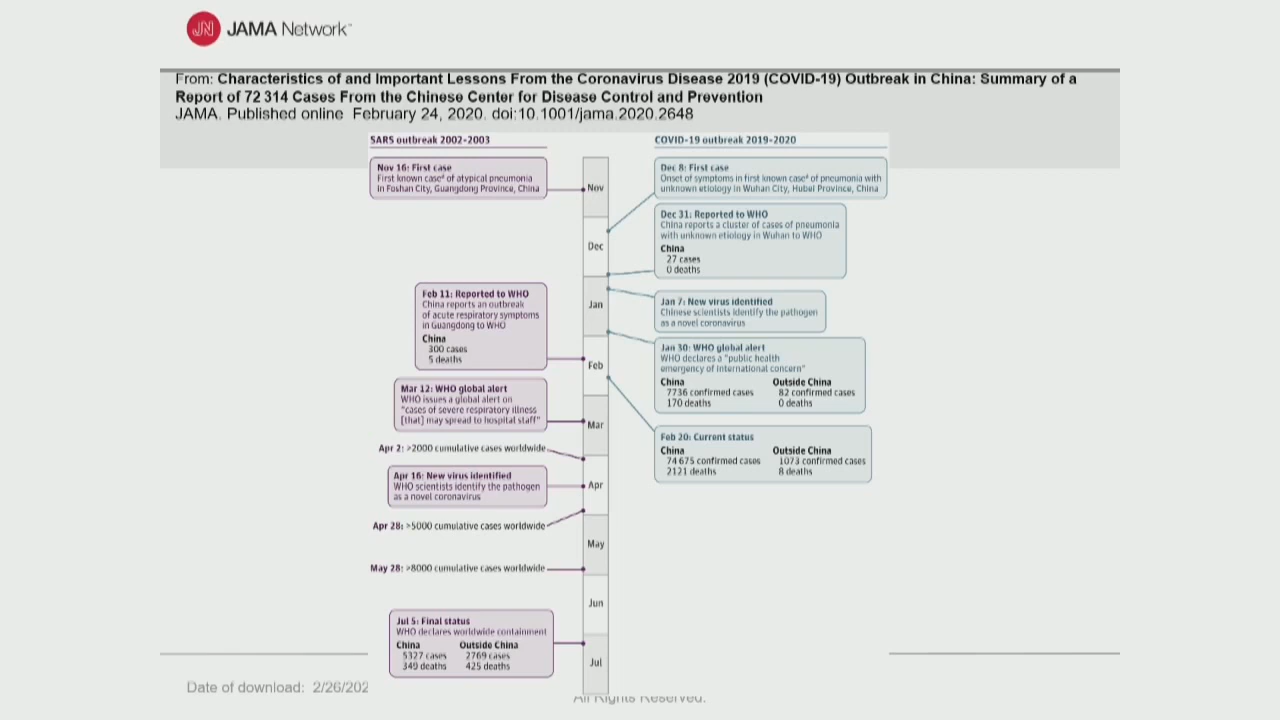 JN JAMA Network™
From: Characteristics of and Important Lessons From the Coronavirus Disease 2019 (COVID-19) Outbreak in China: Summary of a
Report of 72 314 Cases From the Chinese Center for Disease Control and Prevention
JAMA. Published online February 24, 2020. doi:10.1001/jama.2020.2648
SARS outbreak 2002-2003
Nov 16: First case
First known caseª of atypical pneumonia
in Foshan City, Guangdong Province, China
Feb 11: Reported to WHO
China reports an outbreak
of acute respiratory symptoms
in Guangdong to WHO
China
300 cases
5 deaths
Mar 12: WHO global alert
WHO issues a global alert on
"cases of severe respiratory illness
[that] may spread to hospital staff"
Apr 2: >2000 cumulative cases worldwide
Apr 16: New virus identified
WHO scientists identify the pathogen
as a novel coronavirus
Apr 28: >5000 cumulative cases worldwide
May 28: >8000 cumulative cases worldwide
Jul 5: Final status
WHO declares worldwide containment
China Outside China
5327 cases 2769 cases
349 deaths 425 deaths
Nov
Dec
Jan
Feb
Mar
Apr
May
Jun
Jul
COVID-19 outbreak 2019-2020
Dec 8: First case
Onset of symptoms in first known caseª of pneumonia with
unknown etiology in Wuhan City, Hubei Province, China
Dec 31: Reported to WHO
China reports a cluster of cases of pneumonia
with unknown etiology in Wuhan to WHO
China
27 cases
0 deaths
Jan 7: New virus identified
Chinese scientists identify the pathogen
as a novel coronavirus
Jan 30: WHO global alert
WHO declares a "public health
emergency of international concern"
China Outside China
7736 confirmed cases 82 confirmed cases
170 deaths 0 deaths
Feb 20: Current status
China Outside China
74 675 confirmed cases 1073 confirmed cases
2121 deaths 8 deaths
Date of download: 2/26/202
All Rights Reserved.